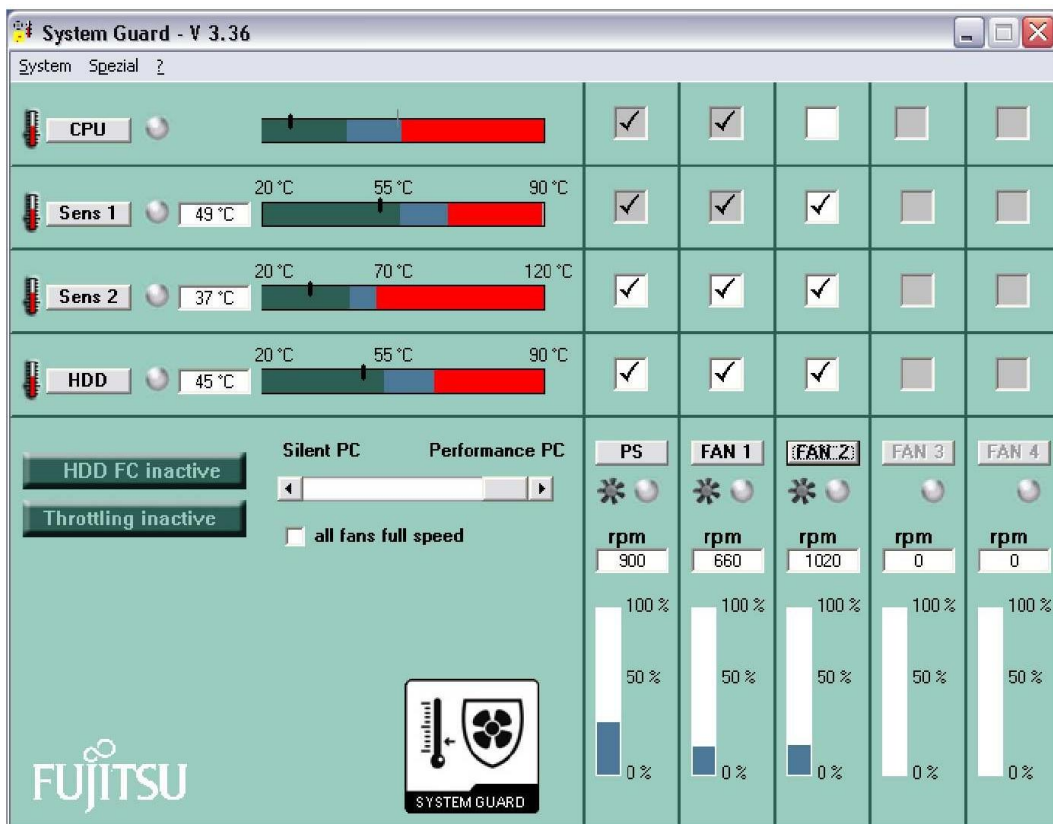 System Guard - V 3.36
System Spezial ?
CPU
20 °C 55 °C 90 °C
Sens 1 49 °C
20 °C 70 °C 120 °C
Sens 2 37 °C
20 °C 55 °C 90 °C
HDD 45 °C
HDD FC inactive
Throttling inactive
Silent PC Performance PC
all fans full speed
PS FAN 1 FAN 2 FAN 3 FAN 4
rpm rpm rpm rpm rpm
900 660 1020 0 0
100 % 100 % 100 % 100 % 100 %
50 % 50 % 50 % 50 % 50 %
0 % 0 % 0 % 0 % 0 %
FUJITSU
SYSTEM GUARD